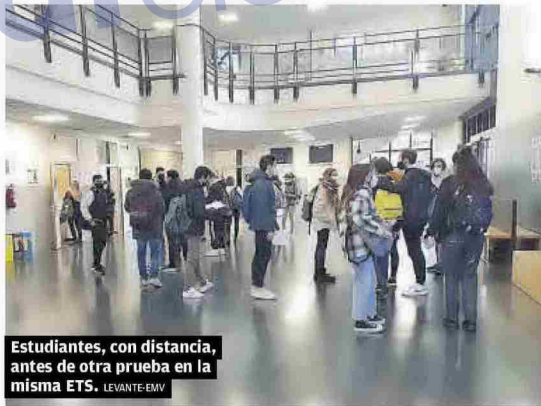 Estudiantes, con distancia,
antes de otra prueba en la
misma ETS. LEVANTE-EMV